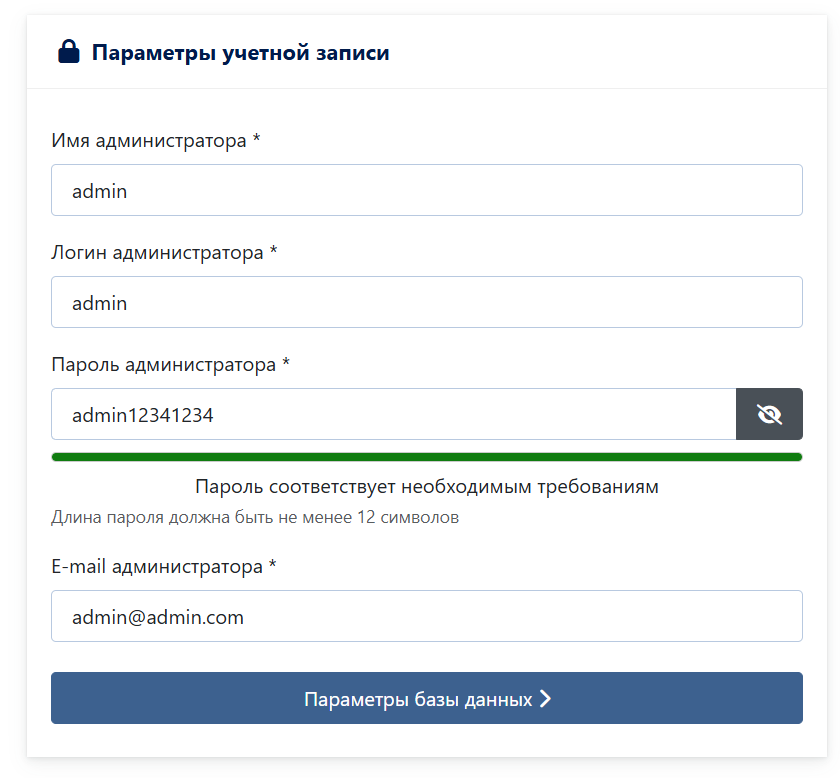 Параметры учетной записи
Имя администратора *
admin
Логин администратора *
admin
Пароль администратора *
admin12341234
Пароль соответствует необходимым требованиям
Длина пароля должна быть не менее 12 символов
E-mail администратора *
admin@admin.com
Параметры базы данных